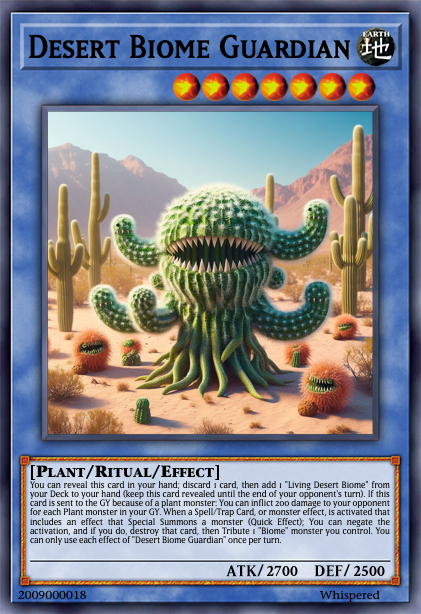 Desert Biome Guardian
EARTH
地
[Plant/Ritual/Effect]
You can reveal this card in your hand; discard 1 card, then add 1 "Living Desert Biome" from
your Deck to your hand (keep this card revealed until the end of your opponent's turn). If this
card is sent to the GY because of a plant monster: You can inflict 200 damage to your opponent
for each Plant monster in your GY. When a Spell/Trap Card, or monster effect, is activated that
includes an effect that Special Summons a monster (Quick Effect); You can negate
the activation, and if you do, destroy that card, then Tribute 1 "Biome" monster you control. You
can only use each effect of "Desert Biome Guardian" once per turn.
ATK/2700 DEF/2500
2009000018 Whispered